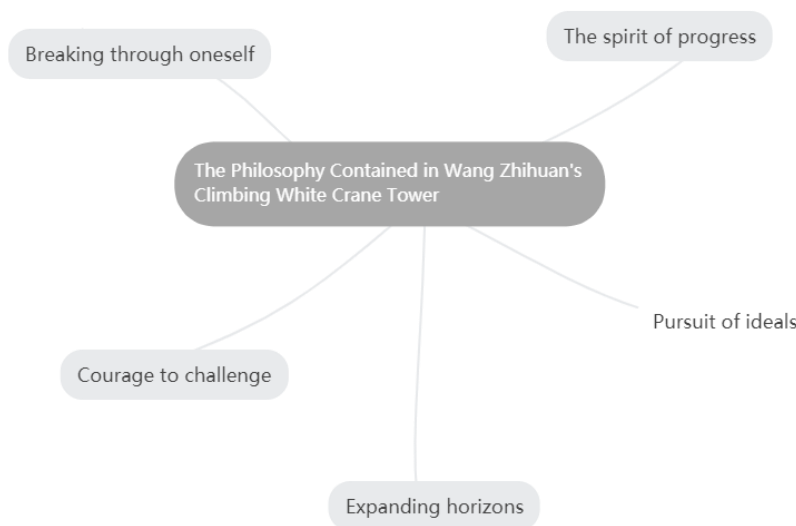 Breaking through oneself
The spirit of progress
The Philosophy Contained in Wang Zhihuan's
Climbing White Crane Tower
Pursuit of ideals
Courage to challenge
Expanding horizons